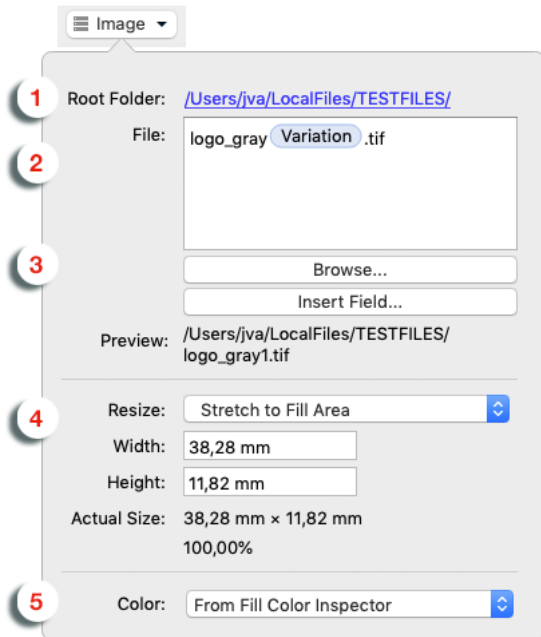 Image
1
Root Folder: /Users/jva/LocalFiles/TESTFILES/
File: logo_gray Variation .tif
2
3
Browse...
Insert Field...
Preview: /Users/jva/LocalFiles/TESTFILES/
logo_gray1.tif
4
Resize: Stretch to Fill Area
Width: 38,28 mm
Height: 11,82 mm
Actual Size: 38,28 mm × 11,82 mm
100,00%
5
Color: From Fill Color Inspector